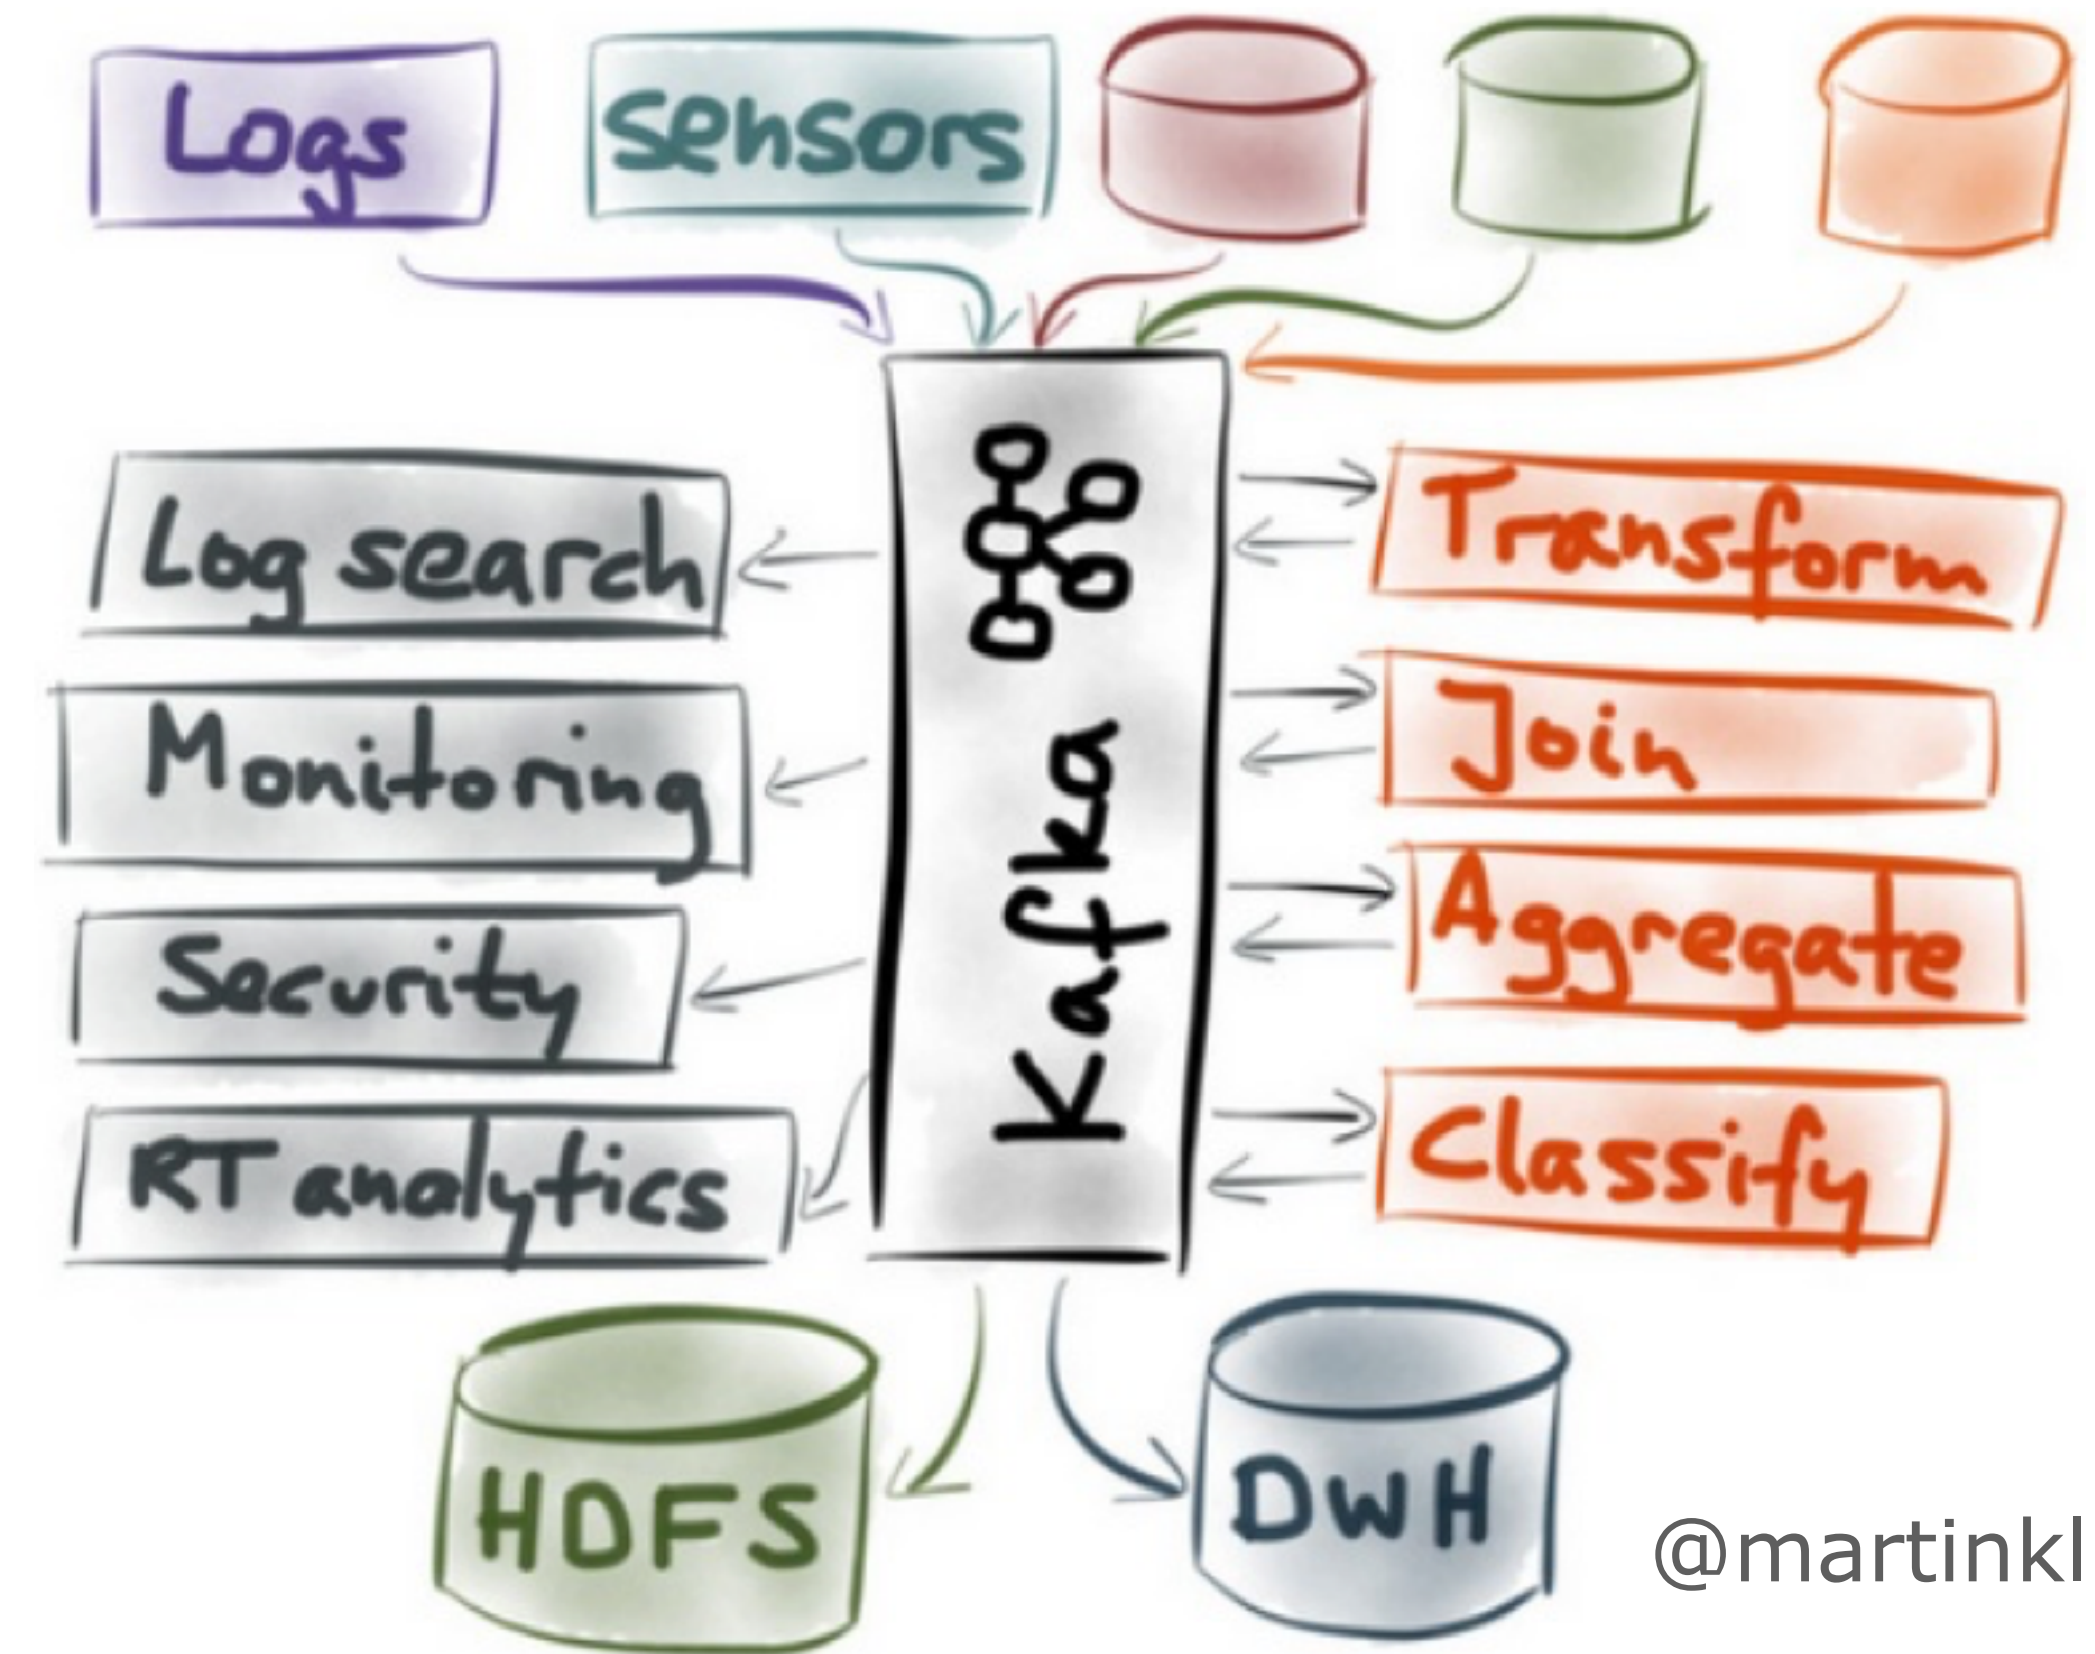 Logs
sensors
Log search
Transform
Monitoring
Join
Kafka
Security
Aggregate
RT analytics
Classify
HDFS
DWH
@martinkl